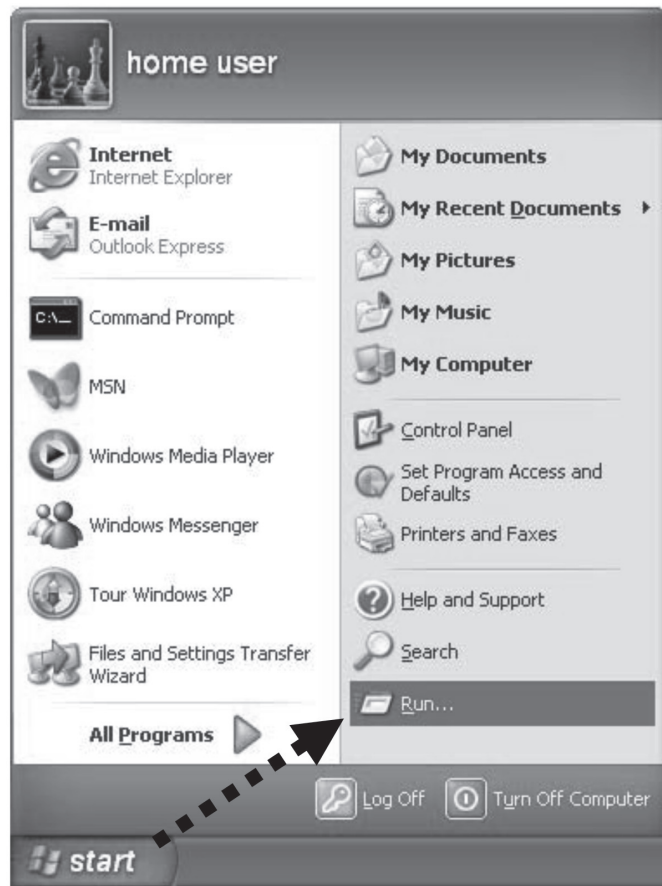 home user
Internet
Internet Explorer
E-mail
Outlook Express
C:\_
Command Prompt
MSN
Windows Media Player
Windows Messenger
Tour Windows XP
Files and Settings Transfer
Wizard
All Programs
My Documents
My Recent Documents
My Pictures
My Music
My Computer
Control Panel
Set Program Access and
Defaults
Printers and Faxes
Help and Support
Search
Run...
Log Off
Turn Off Computer
start